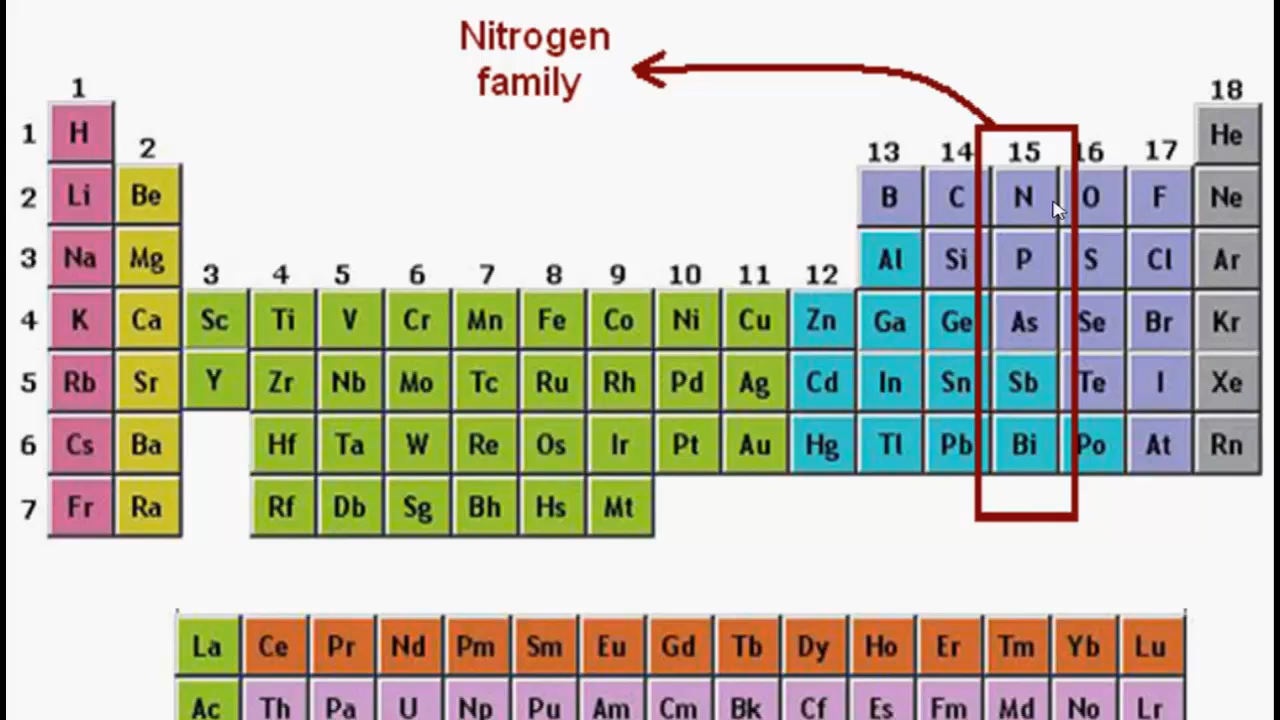 Nitrogen
family
1 18
1 H He
2 13 14 15 16 17
2 Li Be B C N O F Ne
3 Na Mg Al Si P S Cl Ar
3 4 5 6 7 8 9 10 11 12
4 K Ca Sc Ti V Cr Mn Fe Co Ni Cu Zn Ga Ge As Se Br Kr
5 Rb Sr Y Zr Nb Mo Tc Ru Rh Pd Ag Cd In Sn Sb Te I Xe
6 Cs Ba Hf Ta W Re Os Ir Pt Au Hg Tl Pb Bi Po At Rn
7 Fr Ra Rf Db Sg Bh Hs Mt
La Ce Pr Nd Pm Sm Eu Gd Tb Dy Ho Er Tm Yb Lu
Ac Th Pa U Np Pu Am Cm Bk Cf Es Fm Md No Lr